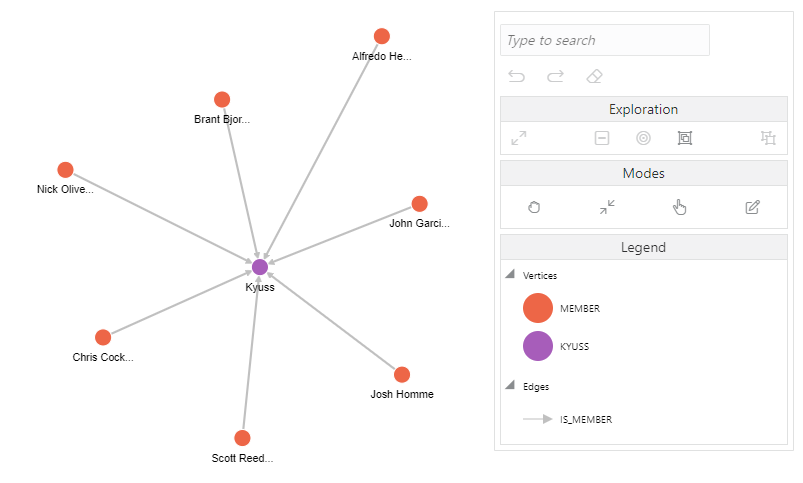 Alfredo He...
Brant Bjor...
Nick Olive...
John Garci...
Kyuss
Chris Cock...
Josh Homme
Scott Reed...
Type to search
Exploration
Modes
Legend
Vertices
MEMBER
KYUSS
Edges
IS_MEMBER